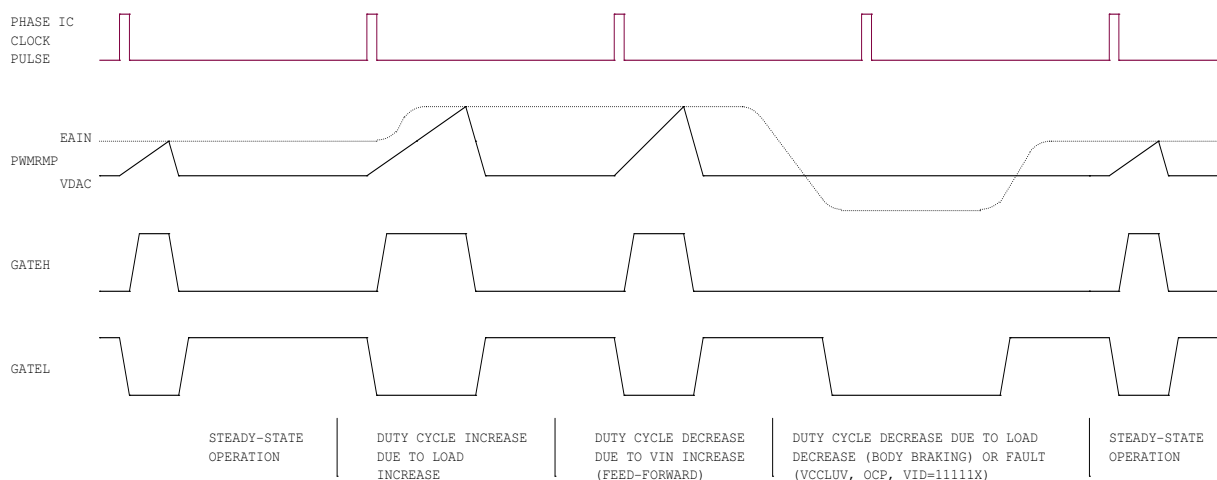 PHASE IC
CLOCK
PULSE
EAIN
PWMRMP
VDAC
GATEH
GATEL
STEADY-STATE
OPERATION
DUTY CYCLE INCREASE
DUE TO LOAD
INCREASE
DUTY CYCLE DECREASE
DUE TO VIN INCREASE
(FEED-FORWARD)
DUTY CYCLE DECREASE DUE TO LOAD
DECREASE (BODY BRAKING) OR FAULT
(VCCLUV, OCP, VID=11111X)
STEADY-STATE
OPERATION